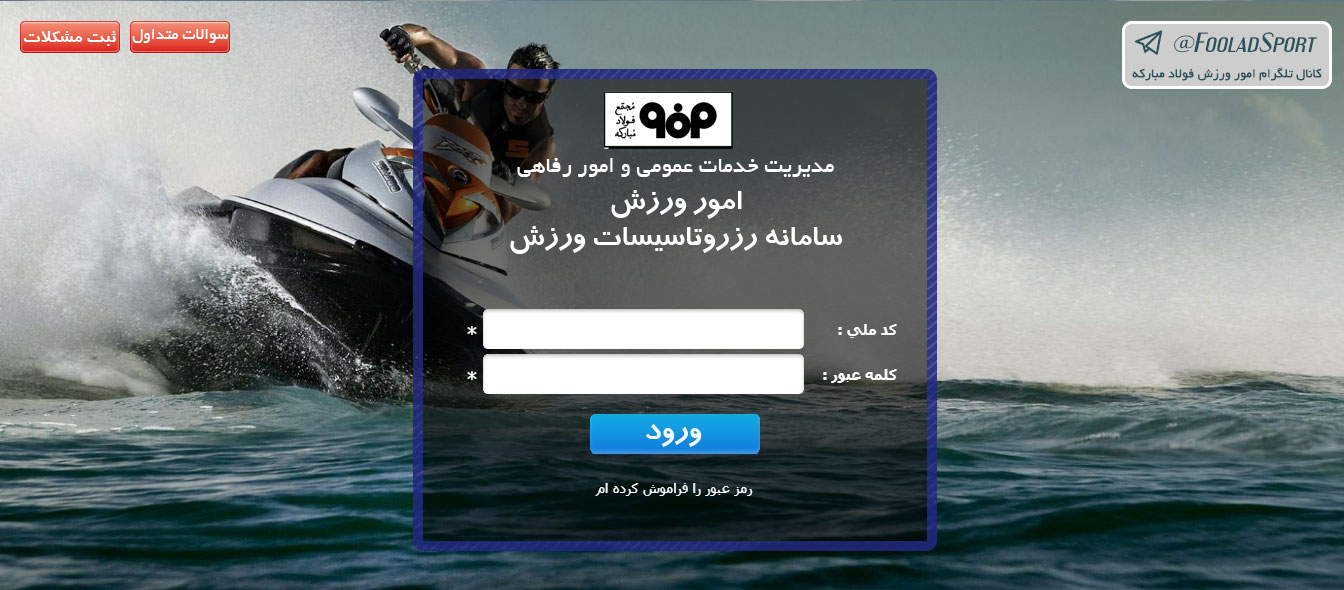 ثبت مشکلات
سوالات متداول
@FOOLADSPORT
کانال تلگرام امور ورزش فولاد مبارکه
مجتمع
فولاد
مبارکه
مدیریت خدمات عمومی و امور رفاهی
امور ورزش
سامانه رزروتاسیسات ورزش
کد ملي :
*
کلمه عبور :
*
ورود
رمز عبور را فراموش کرده ام